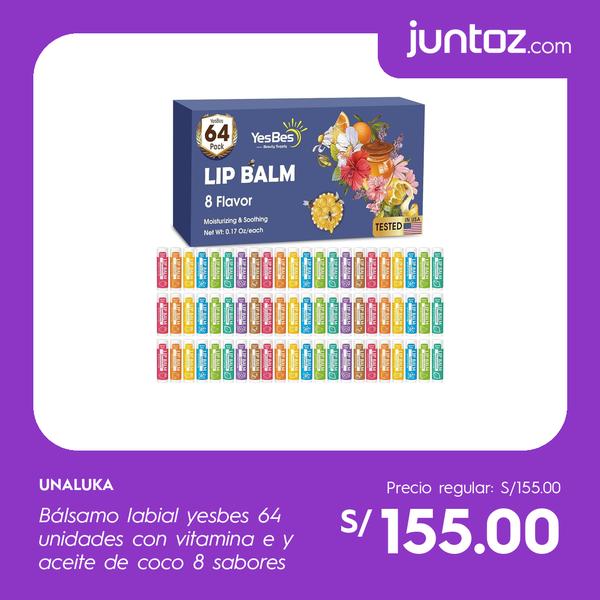 juntoz.com
YesBes
64
Pack
YesBes
Beauty Supply
LIP BALM
8 Flavor
Moisturizing & Soothing
Net Wt: 0.17 Oz/each
TESTED IN USA
UNALUKA
Bálsamo labial yesbes 64
unidades con vitamina e y
aceite de coco 8 sabores
Precio regular: S/155.00
S/ 155.00